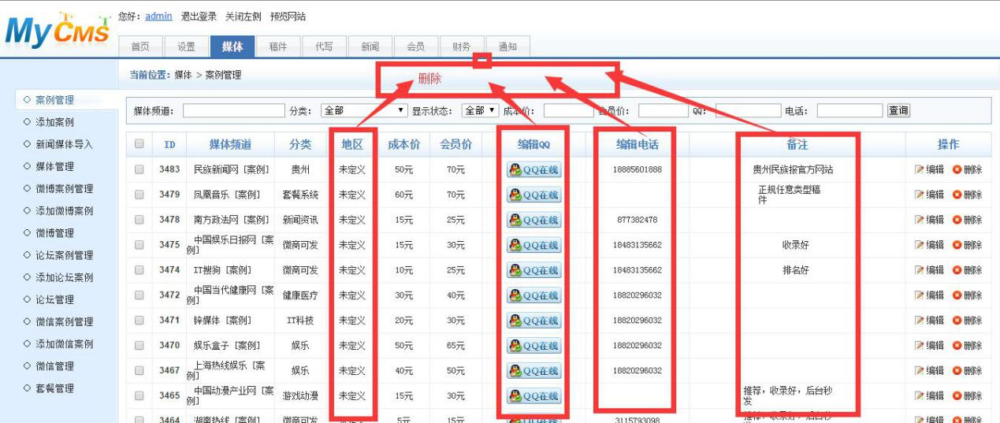 MyCMS
您好: admin 退出登录 关闭左侧 预览网站
首页 设置 媒体 稿件 代写 新闻 会员 财务 通知
当前位置: 媒体 > 案例管理
删除
案例管理
添加案例
新闻媒体导入
媒体管理
微博案例管理
添加微博案例
微博管理
论坛案例管理
添加论坛案例
论坛管理
微信案例管理
添加微信案例
微信管理
套餐管理
媒体频道: 分类: 全部 显示状态: 全部 成本价: 会员价: QQ: 电话: 查询
ID 媒体频道 分类 地区 成本价 会员价 编辑QQ 编辑电话 备注 操作
3483 民族新闻网 [案例] 贵州 未定义 50元 70元 QQ在线 18885601888 贵州民族报官方网站 编辑 删除
3479 凤凰音乐 [案例] 套餐系统 未定义 60元 70元 QQ在线 正规任意类型稿 编辑 删除
件
3478 南方政法网 [案例] 新闻资讯 未定义 15元 25元 QQ在线 877382478 编辑 删除
3475 中国娱乐日报网 [案 微商可发 未定义 15元 30元 QQ在线 18483135662 收录好 编辑 删除
例]
3474 IT搜狗 [案例] 微商可发 未定义 10元 25元 QQ在线 18483135662 排名好 编辑 删除
3472 中国当代健康网 [案 健康医疗 未定义 30元 40元 QQ在线 18820296032 编辑 删除
例]
3471 锌媒体 [案例] IT科技 未定义 20元 30元 QQ在线 18820296032 编辑 删除
3470 娱乐盒子 [案例] 娱乐 未定义 50元 65元 QQ在线 18820296032 编辑 删除
3467 上海热线娱乐 [案 娱乐 未定义 40元 50元 QQ在线 18820296032 编辑 删除
例]
3465 中国动漫产业网 [案 游戏动漫 未定义 15元 30元 QQ在线 推荐，收录好，后台秒 编辑 删除
例] 发
3464 湖南热线 [案例] 微商可发 未定义 5元 15元 QQ在线 3115793098 推荐，收录好，后台秒 编辑 删除